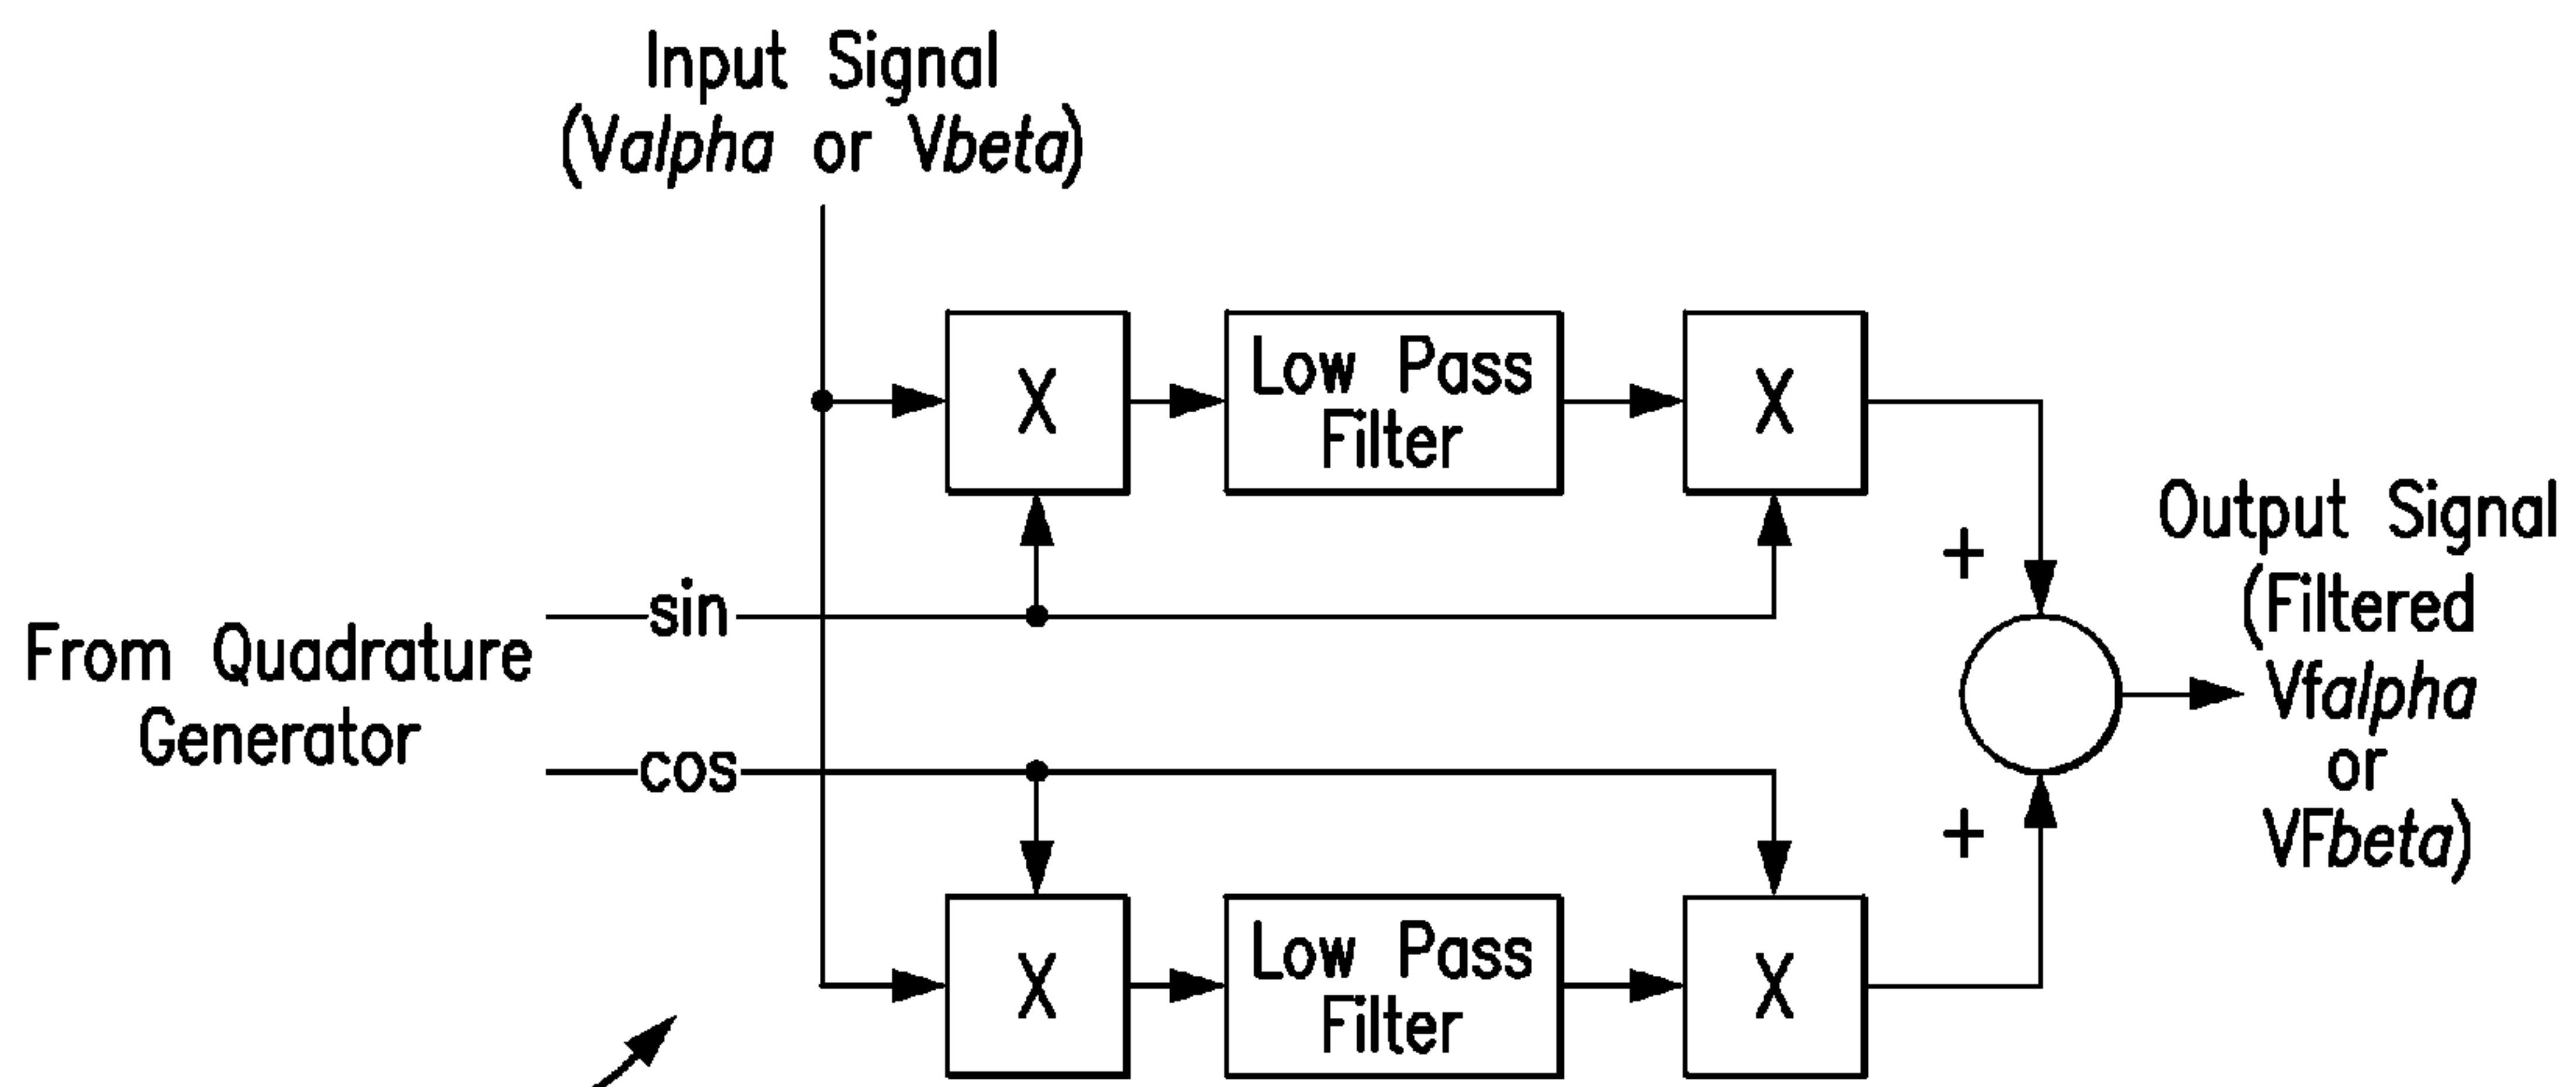 Input Signal
(Valpha or Vbeta)
X
Low Pass
Filter
X
+
Output Signal
(Filtered
Vfalpha
or
VFbeta)
From Quadrature
Generator
sin
cos
+
X
Low Pass
Filter
X